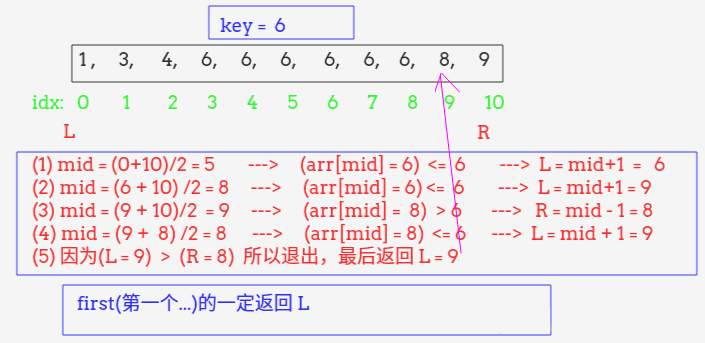 key = 6
1, 3, 4, 6, 6, 6, 6, 6, 6, 8, 9
idx: 0 1 2 3 4 5 6 7 8 9 10
L R
(1) mid = (0+10)/2 = 5 ---> (arr[mid] = 6) <= 6 ---> L = mid+1 = 6
(2) mid = (6 + 10) /2 = 8 ---> (arr[mid] = 6) <= 6 ---> L = mid+1 = 9
(3) mid = (9 + 10)/2 = 9 ---> (arr[mid] = 8) > 6 ---> R = mid - 1 = 8
(4) mid = (9 + 8) /2 = 8 ---> (arr[mid] = 8) <= 6 ---> L = mid + 1 = 9
(5) 因为(L = 9) > (R = 8) 所以退出，最后返回 L = 9
first(第一个...)的一定返回 L